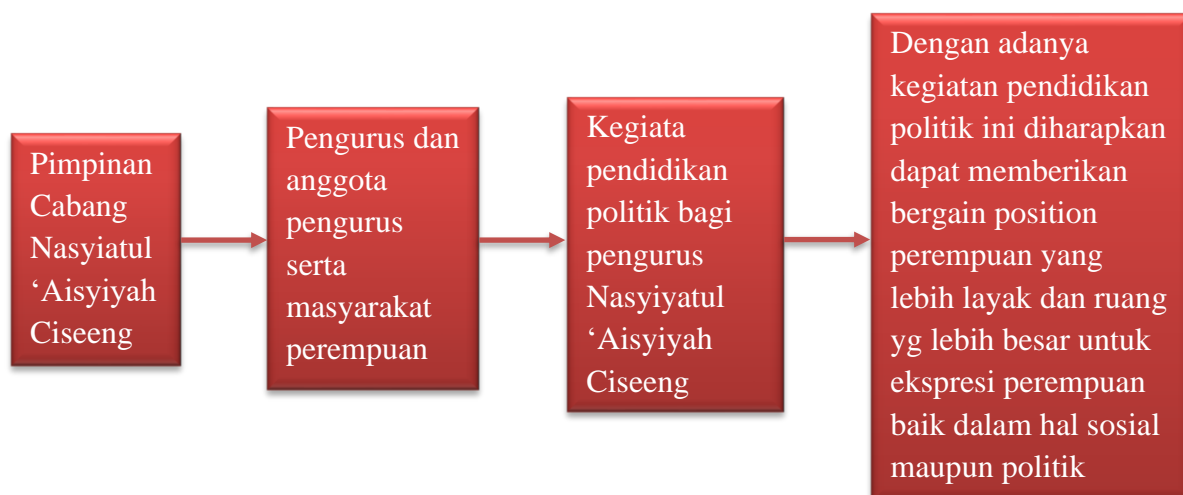 Pimpinan
Cabang
Nasyiatul
‘Aisyiyah
Ciseeng
Pengurus dan
anggota
pengurus
serta
masyarakat
perempuan
Kegiata
pendidikan
politik bagi
pengurus
Nasyiyatul
‘Aisyiyah
Ciseeng
Dengan adanya
kegiatan pendidikan
politik ini diharapkan
dapat memberikan
bergain position
perempuan yang
lebih layak dan ruang
yg lebih besar untuk
ekspresi perempuan
baik dalam hal sosial
maupun politik